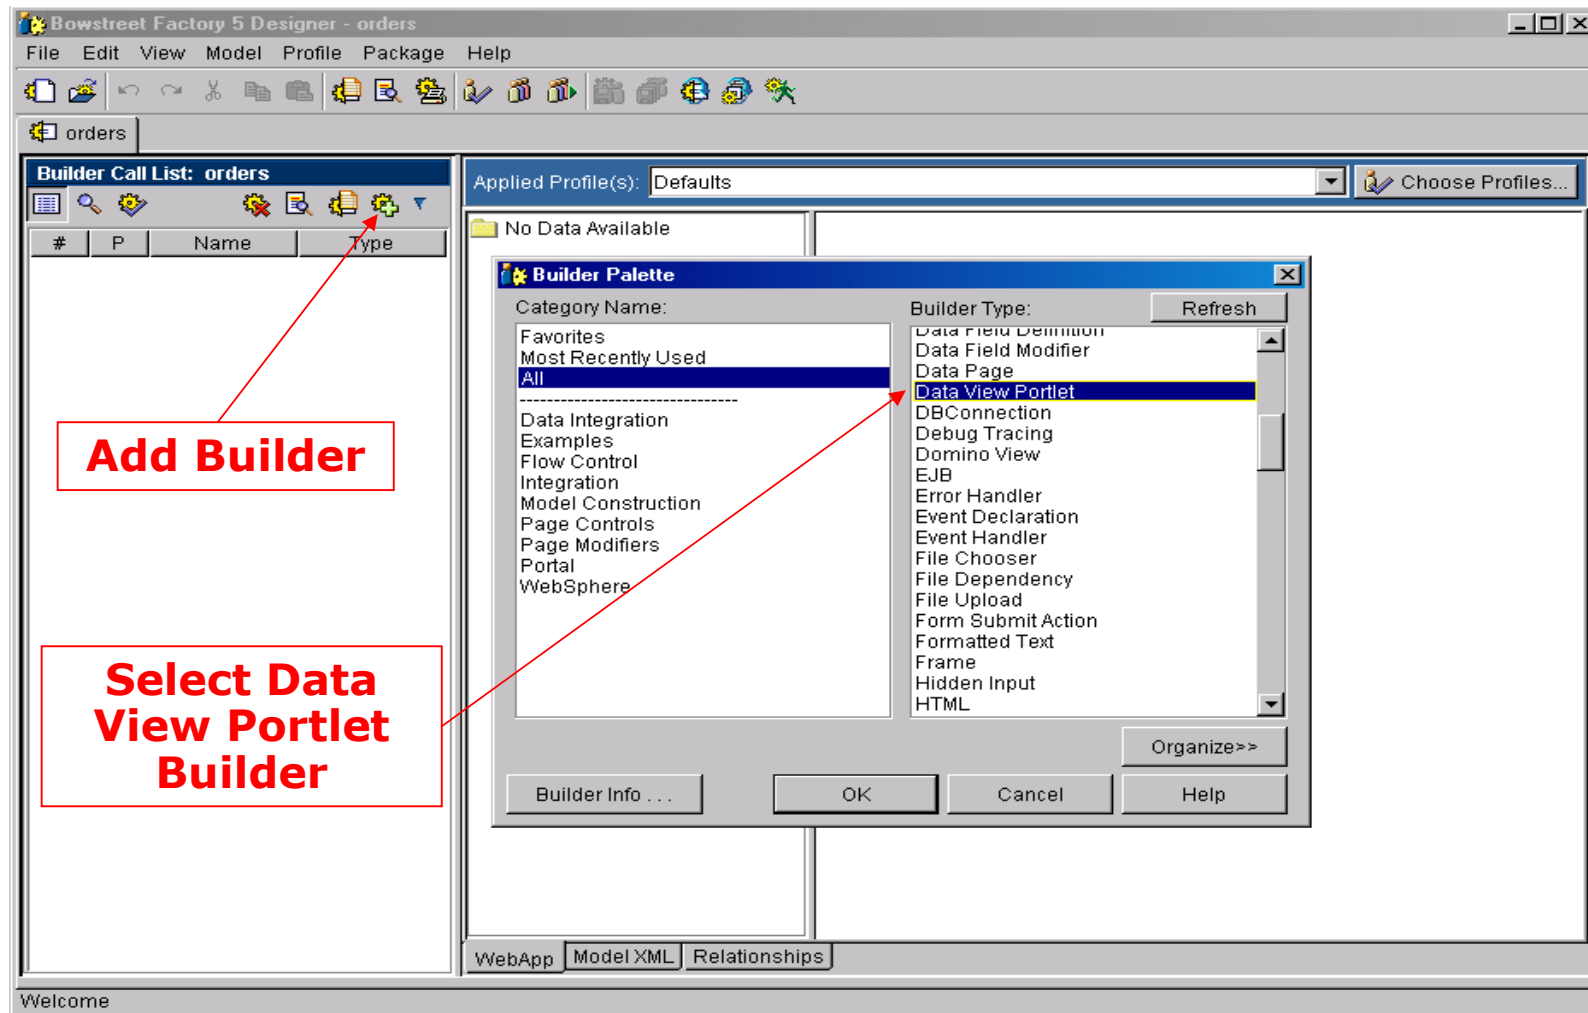 Bowstreet Factory 5 Designer - orders
File Edit View Model Profile Package Help
orders
Builder Call List: orders
# P Name Type
Applied Profile(s): Defaults Choose Profiles...
No Data Available
Builder Palette
Category Name:
Favorites
Most Recently Used
All
--------------------------------
Data Integration
Examples
Flow Control
Integration
Model Construction
Page Controls
Page Modifiers
Portal
WebSphere
Builder Type: Refresh
Data Field Definition
Data Field Modifier
Data Page
Data View Portlet
DBConnection
Debug Tracing
Domino View
EJB
Error Handler
Event Declaration
Event Handler
File Chooser
File Dependency
File Upload
Form Submit Action
Formatted Text
Frame
Hidden Input
HTML
Organize>>
Builder Info . . . OK Cancel Help
Add Builder
Select Data
View Portlet
Builder
WebApp Model XML Relationships
Welcome